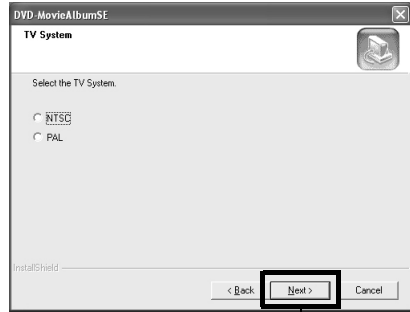 DVD-MovieAlbumSE
TV System
Select the TV System.
NTSC
PAL
InstallShield
< Back Next > Cancel